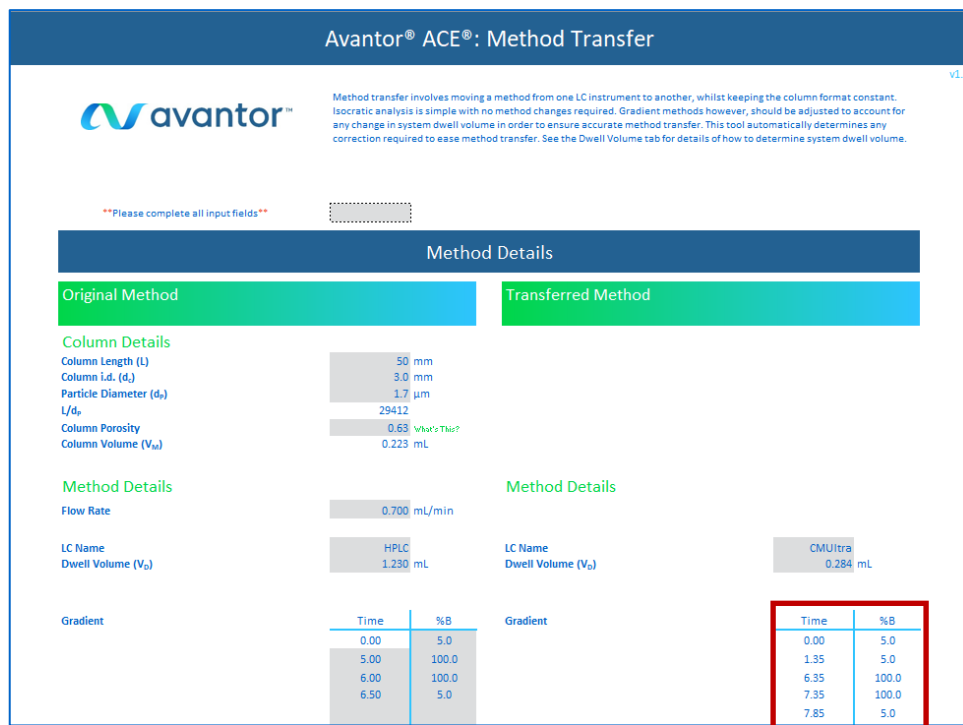 Avantor® ACE®: Method Transfer
v1.
avantor™
Method transfer involves moving a method from one LC instrument to another, whilst keeping the column format constant.
Isocratic analysis is simple with no method changes required. Gradient methods however, should be adjusted to account for
any change in system dwell volume in order to ensure accurate method transfer. This tool automatically determines any
correction required to ease method transfer. See the Dwell Volume tab for details of how to determine system dwell volume.
**Please complete all input fields**
Method Details
Original Method Transferred Method
Column Details
Column Length (L) 50 mm
Column i.d. (dc) 3.0 mm
Particle Diameter (dP) 1.7 µm
L/dP 29412
Column Porosity 0.63 What's This?
Column Volume (VM) 0.223 mL
Method Details Method Details
Flow Rate 0.700 mL/min
LC Name HPLC LC Name CMUltra
Dwell Volume (VD) 1.230 mL Dwell Volume (VD) 0.284 mL
Gradient Time %B Gradient Time %B
0.00 5.0 0.00 5.0
5.00 100.0 1.35 5.0
6.00 100.0 6.35 100.0
6.50 5.0 7.35 100.0
7.85 5.0